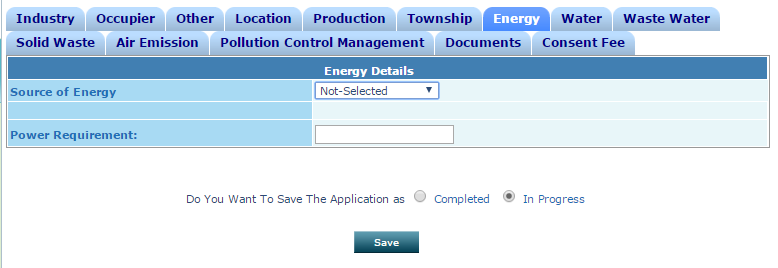 Industry Occupier Other Location Production Township Energy Water Waste Water
Solid Waste Air Emission Pollution Control Management Documents Consent Fee
Energy Details
Source of Energy Not-Selected
Power Requirement:
Do You Want To Save The Application as Completed In Progress
Save